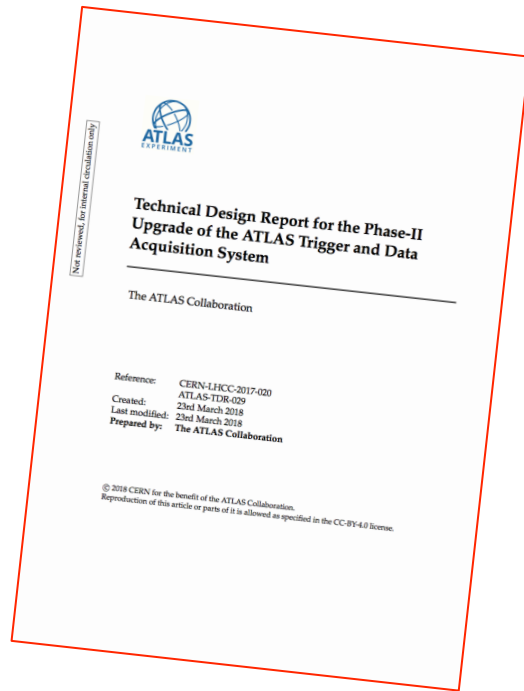 Not reviewed, for internal circulation only
ATLAS
EXPERIMENT
Technical Design Report for the Phase-II
Upgrade of the ATLAS Trigger and Data
Acquisition System
The ATLAS Collaboration
Reference: CERN-LHCC-2017-020
ATLAS-TDR-029
Created: 23rd March 2018
Last modified: 23rd March 2018
Prepared by: The ATLAS Collaboration
© 2018 CERN for the benefit of the ATLAS Collaboration.
Reproduction of this article or parts of it is allowed as specified in the CC-BY-4.0 license.